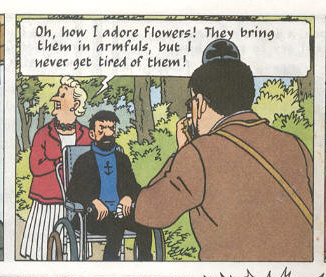 Oh, how I adore flowers! They bring
them in armfuls, but I
never get tired of them!